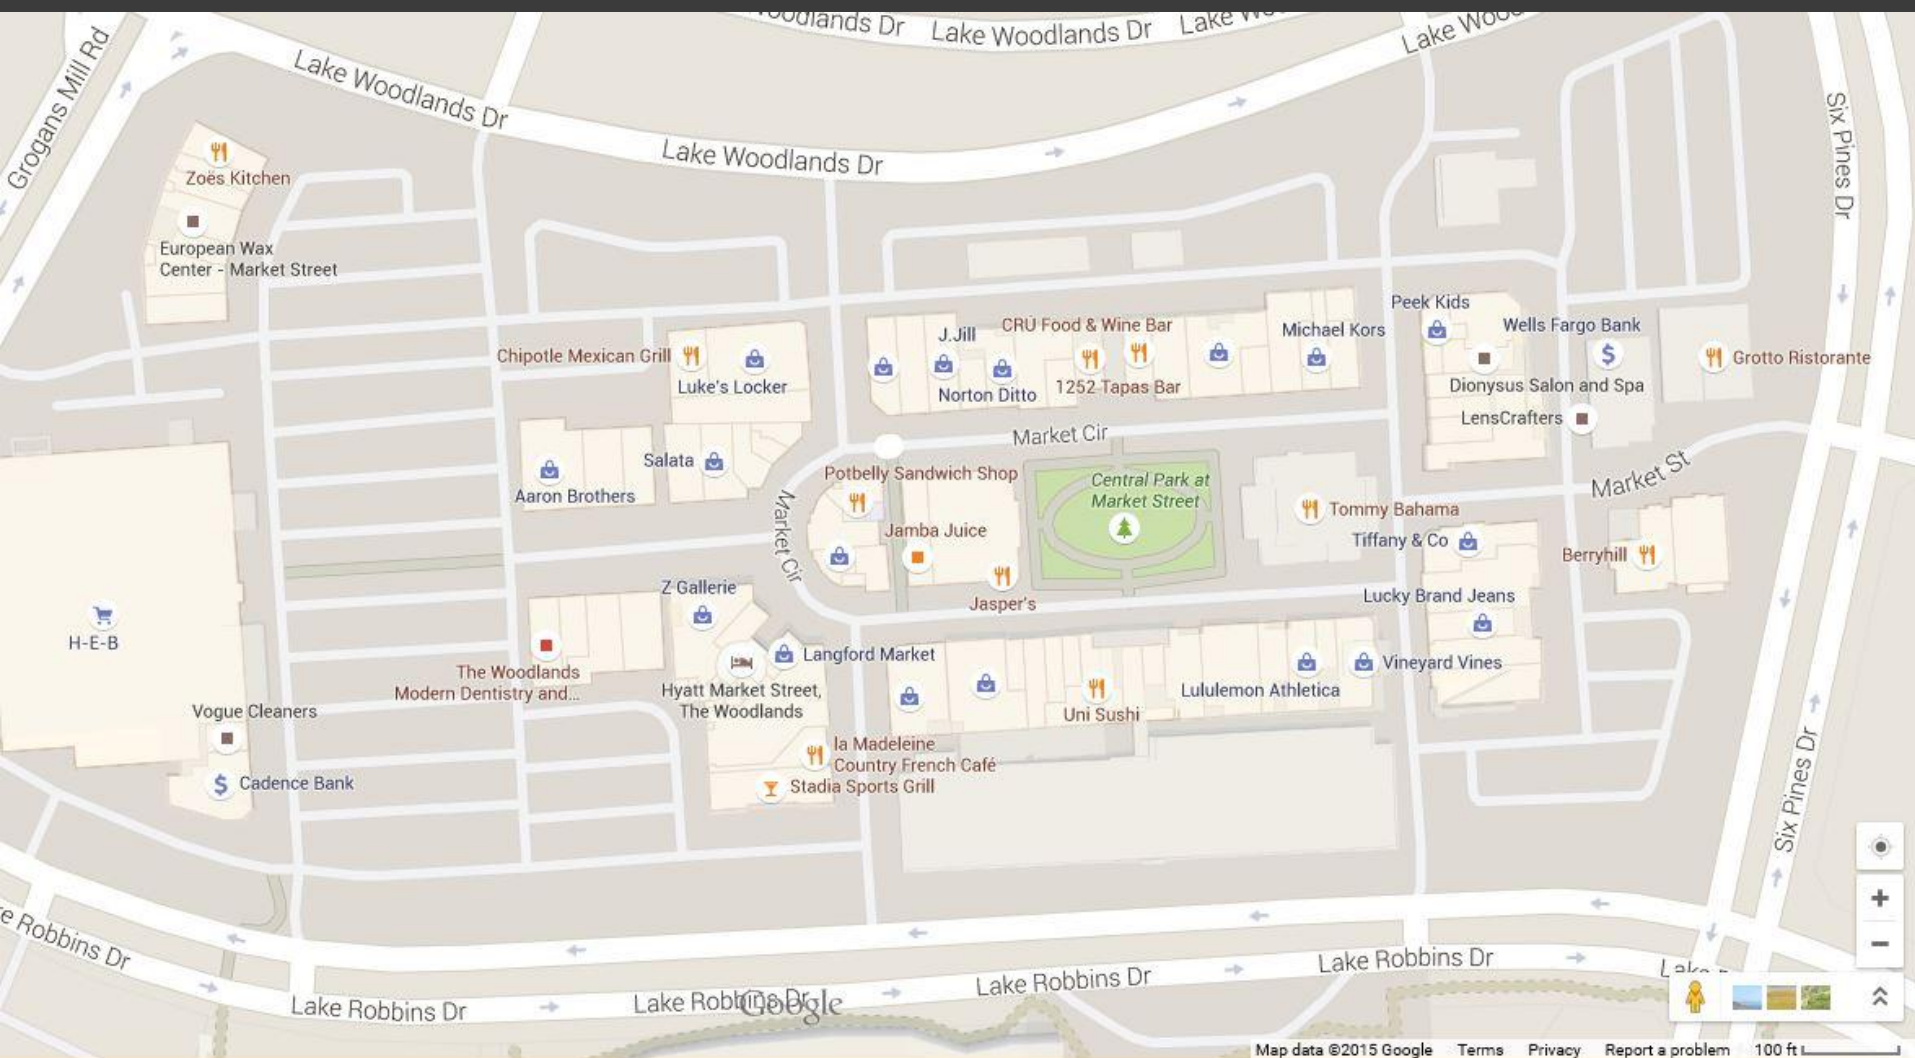 Lake Woodlands Dr
Lake
Lake
Grogans Mill Rd
Lake Woodlands Dr
Lake Woodlands Dr
Six Pines Dr
Zoës Kitchen
European Wax
Center - Market Street
Peek Kids
J.Jill
CRÚ Food & Wine Bar
Michael Kors
Wells Fargo Bank
Chipotle Mexican Grill
Luke's Locker
Norton Ditto
1252 Tapas Bar
Dionysus Salon and Spa
Grotto Ristorante
LensCrafters
Market Cir
Salata
Potbelly Sandwich Shop
Central Park at
Market Street
Market St
Aaron Brothers
Market Cir
Jamba Juice
Tommy Bahama
Tiffany & Co
Berryhill
Z Gallerie
Jasper's
Lucky Brand Jeans
H-E-B
The Woodlands
Modern Dentistry and...
Langford Market
Hyatt Market Street,
The Woodlands
Lululemon Athletica
Vineyard Vines
Uni Sushi
Vogue Cleaners
la Madeleine
Country French Café
Stadia Sports Grill
Cadence Bank
Six Pines Dr
Robbins Dr
Lake Robbins Dr
Lake Robbins Dr
Lake Robbins Dr
Lake Robbins Dr
Google
Map data ©2015 Google Terms Privacy Report a problem 100 ft